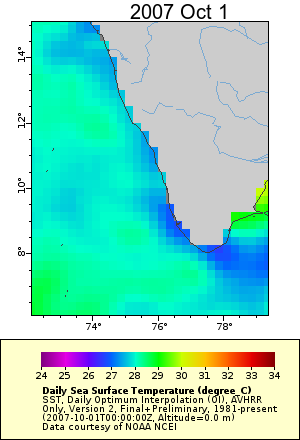 2007 Oct 1
14°
12°
10°
8°
74° 76° 78°
24 25 26 27 28 29 30 31 32 33 34
Daily Sea Surface Temperature (degree_C)
SST, Daily Optimum Interpolation (OI), AVHRR
Only, Version 2, Final+Preliminary, 1981-present
(2007-10-01T00:00:00Z, Altitude=0.0 m)
Data courtesy of NOAA NCEI